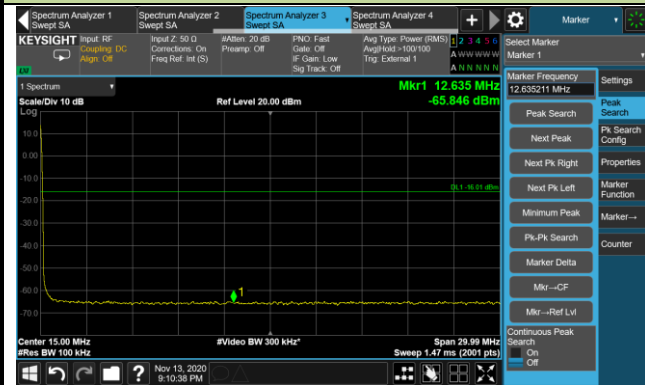 Spectrum Analyzer 1
Swept SA
Spectrum Analyzer 2
Swept SA
Spectrum Analyzer 3
Swept SA
Spectrum Analyzer 4
Swept SA
Marker
KEYSIGHT
Input: RF
Coupling: DC
Align: Off
Input Z: 50 Ω
Corrections: On
Freq Ref: Int (S)
#Atten: 20 dB
Preamp: Off
PNO: Fast
Gate: Off
IF Gain: Low
Sig Track: Off
Avg Type: Power (RMS)
Avg|Hold:>100/100
Trig: External 1
1 2 3 4 5 6
A W W W W W
A N N N N N
Select Marker
Marker 1
1 Spectrum
Scale/Div 10 dB
Log
Ref Level 20.00 dBm
Mkr1 12.635 MHz
-65.846 dBm
10.0
0.00
-10.0
-20.0
-30.0
-40.0
-50.0
-60.0
-70.0
DL1 -16.01 dBm
1
Center 15.00 MHz
#Res BW 100 kHz
#Video BW 300 kHz*
Span 29.99 MHz
Sweep 1.47 ms (2001 pts)
Marker Frequency
12.635211 MHz
Peak Search
Next Peak
Next Pk Right
Next Pk Left
Minimum Peak
Pk-Pk Search
Marker Delta
Mkr→CF
Mkr→Ref Lvl
Continuous Peak
Search
On
Off
Settings
Peak
Search
Pk Search
Config
Properties
Marker
Function
Marker→
Counter
Nov 13, 2020
9:10:38 PM